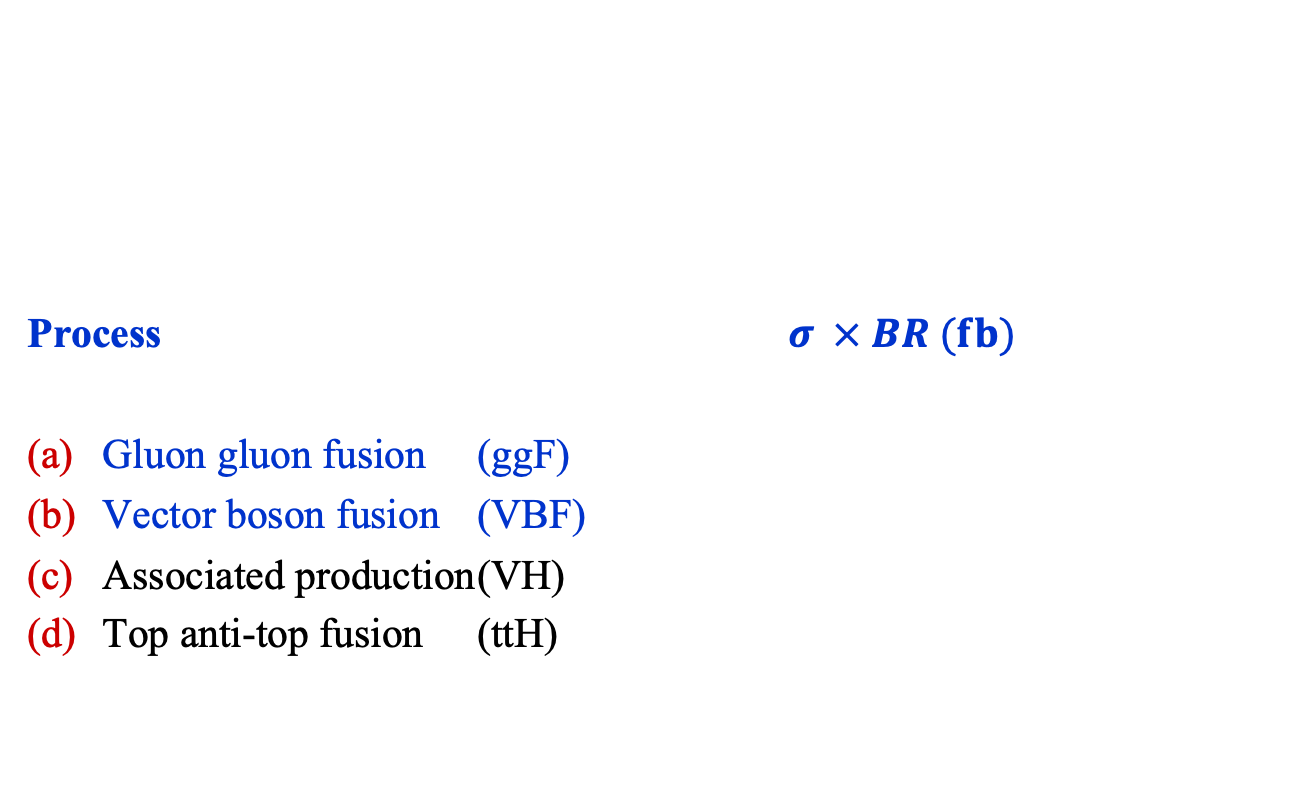 Process σ × BR (fb)
(a) Gluon gluon fusion (ggF)
(b) Vector boson fusion (VBF)
(c) Associated production(VH)
(d) Top anti-top fusion (ttH)